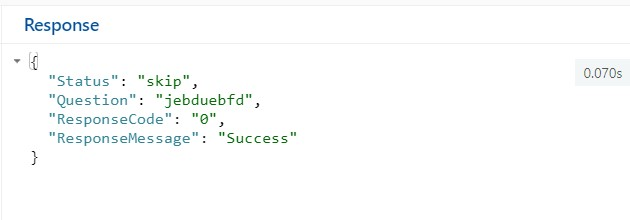 Response
{
"Status": "skip",
"Question": "jebduebfd",
"ResponseCode": "0",
"ResponseMessage": "Success"
}
0.070s